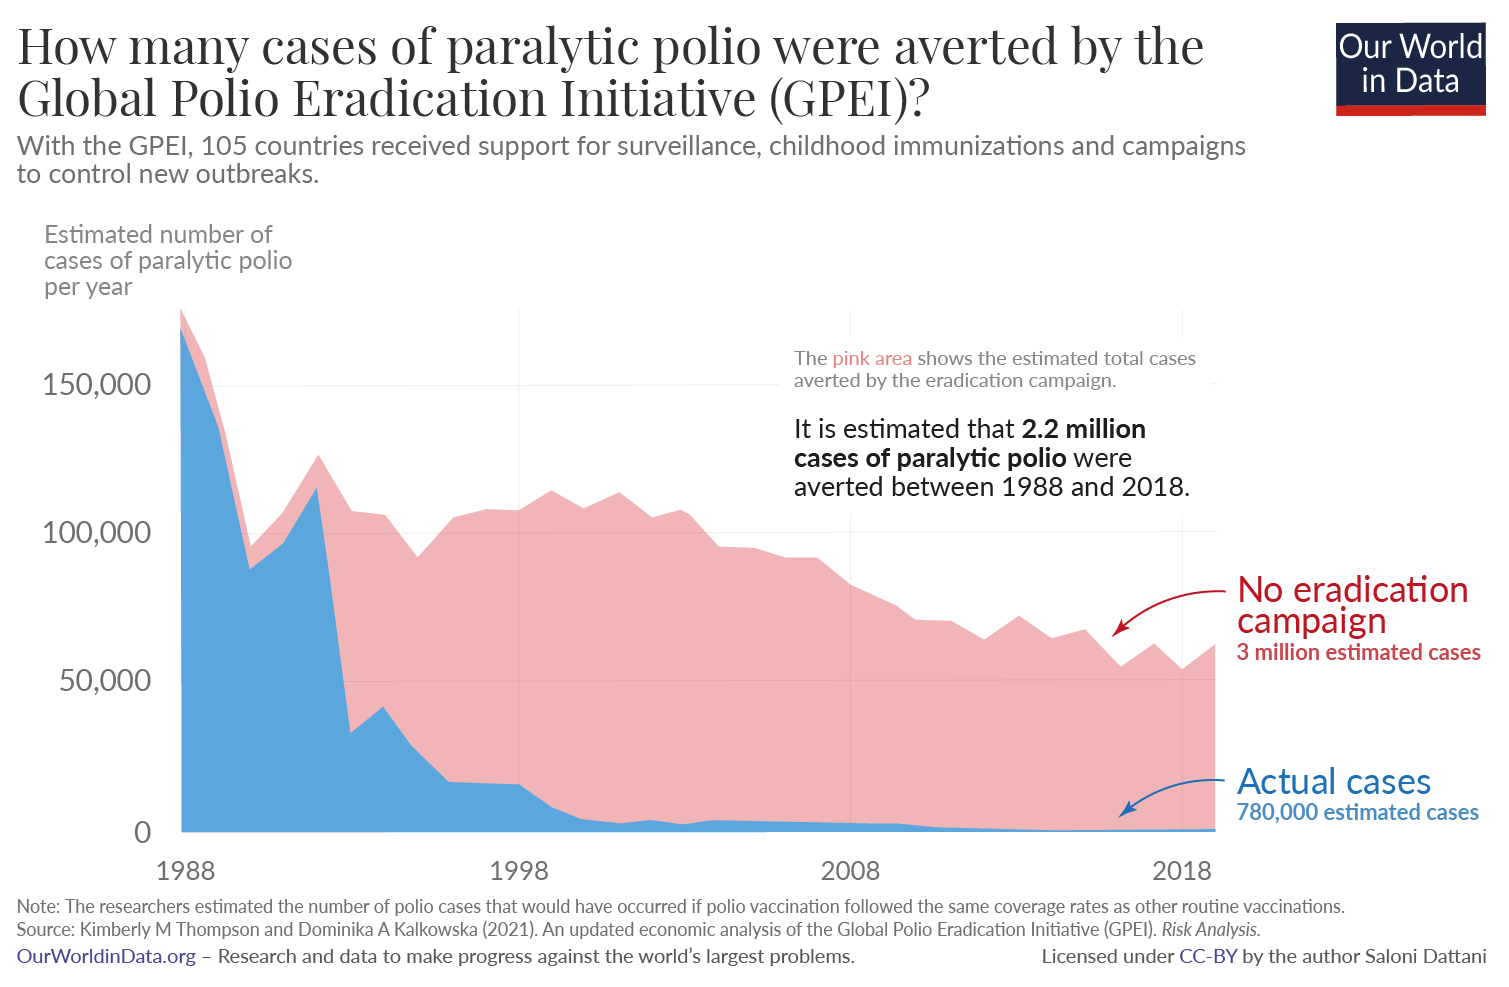 How many cases of paralytic polio were averted by the
Global Polio Eradication Initiative (GPEI)?
Our World
in Data
With the GPEI, 105 countries received support for surveillance, childhood immunizations and campaigns
to control new outbreaks.
Estimated number of
cases of paralytic polio
per year
150,000
100,000
50,000
0
The pink area shows the estimated total cases
averted by the eradication campaign.
It is estimated that 2.2 million
cases of paralytic polio were
averted between 1988 and 2018.
No eradication
campaign
3 million estimated cases
Actual cases
780,000 estimated cases
1988
1998
2008
2018
Note: The researchers estimated the number of polio cases that would have occurred if polio vaccination followed the same coverage rates as other routine vaccinations.
Source: Kimberly M Thompson and Dominika A Kalkowska (2021). An updated economic analysis of the Global Polio Eradication Initiative (GPEI). Risk Analysis.
OurWorldinData.org – Research and data to make progress against the world's largest problems.
Licensed under CC-BY by the author Saloni Dattani